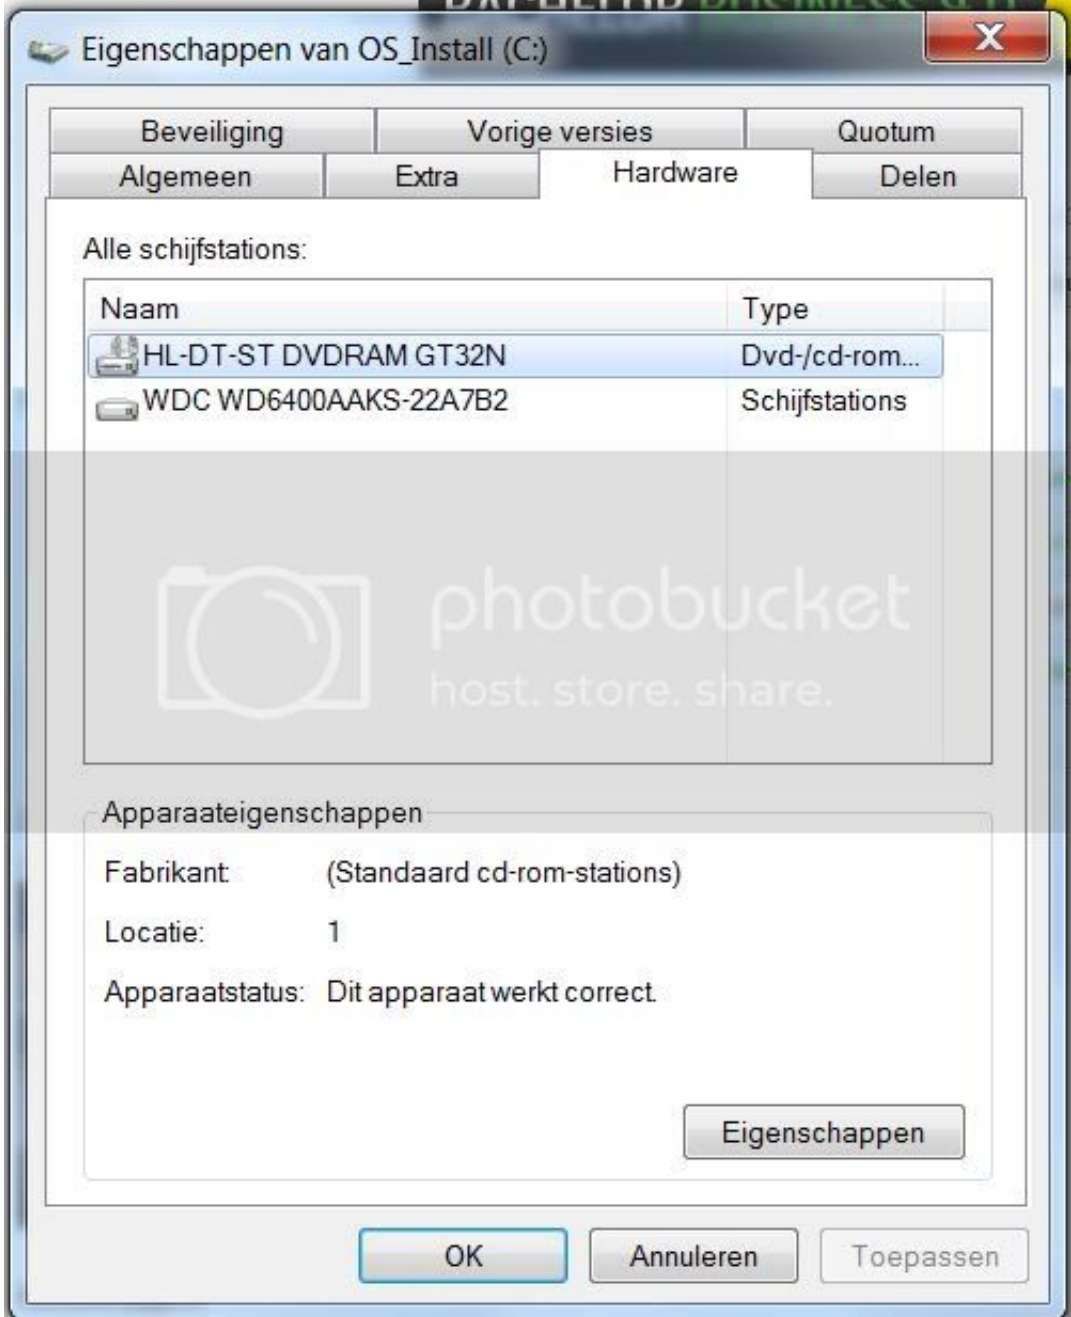 BACHELOR BUSINESS
Eigenschappen van OS_Install (C:)
Beveiliging Vorige versies Quotum
Algemeen Extra Hardware Delen
Alle schijfstations:
Naam Type
HL-DT-ST DVDRAM GT32N Dvd-/cd-rom...
WDC WD6400AAKS-22A7B2 Schijfstations
photobucket
host. store. share.
Apparaateigenschappen
Fabrikant: (Standaard cd-rom-stations)
Locatie: 1
Apparaatstatus: Dit apparaat werkt correct.
Eigenschappen
OK Annuleren Toepassen